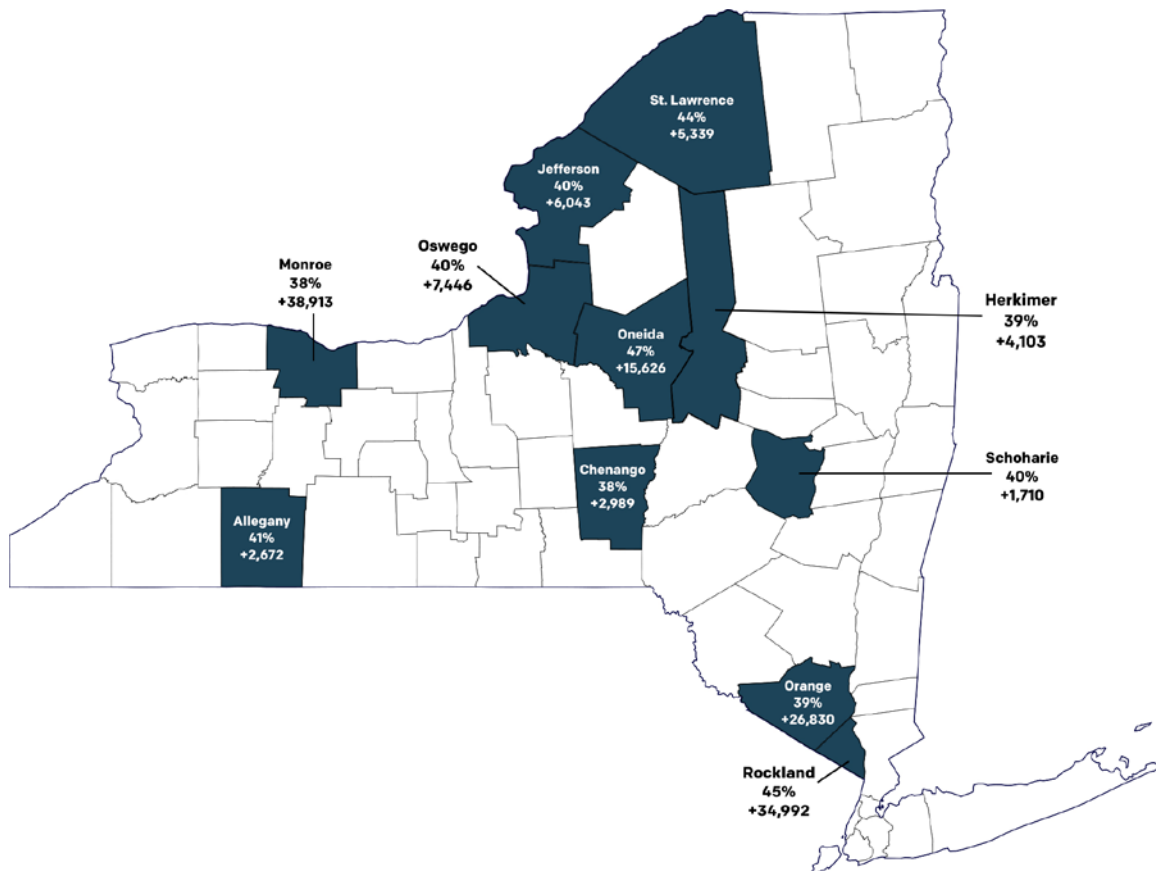 St. Lawrence
44%
+5,339
Jefferson
40%
+6,043
Oswego
40%
+7,446
Monroe
38%
+38,913
Herkimer
39%
+4,103
Oneida
47%
+15,626
Schoharie
40%
+1,710
Chenango
38%
+2,989
Allegany
41%
+2,672
Orange
39%
+26,830
Rockland
45%
+34,992